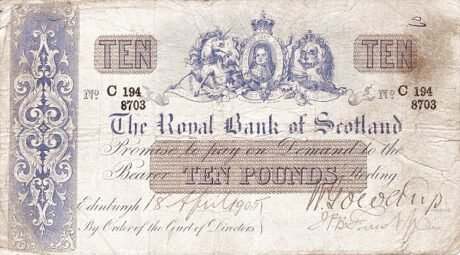 TEN TEN
No C 194 8703 No C 194 8703
The Royal Bank of Scotland
Promise to pay on Demand to the
Bearer TEN POUNDS Sterling
Edinburgh 18 April 1905
By Order of the Court of Directors